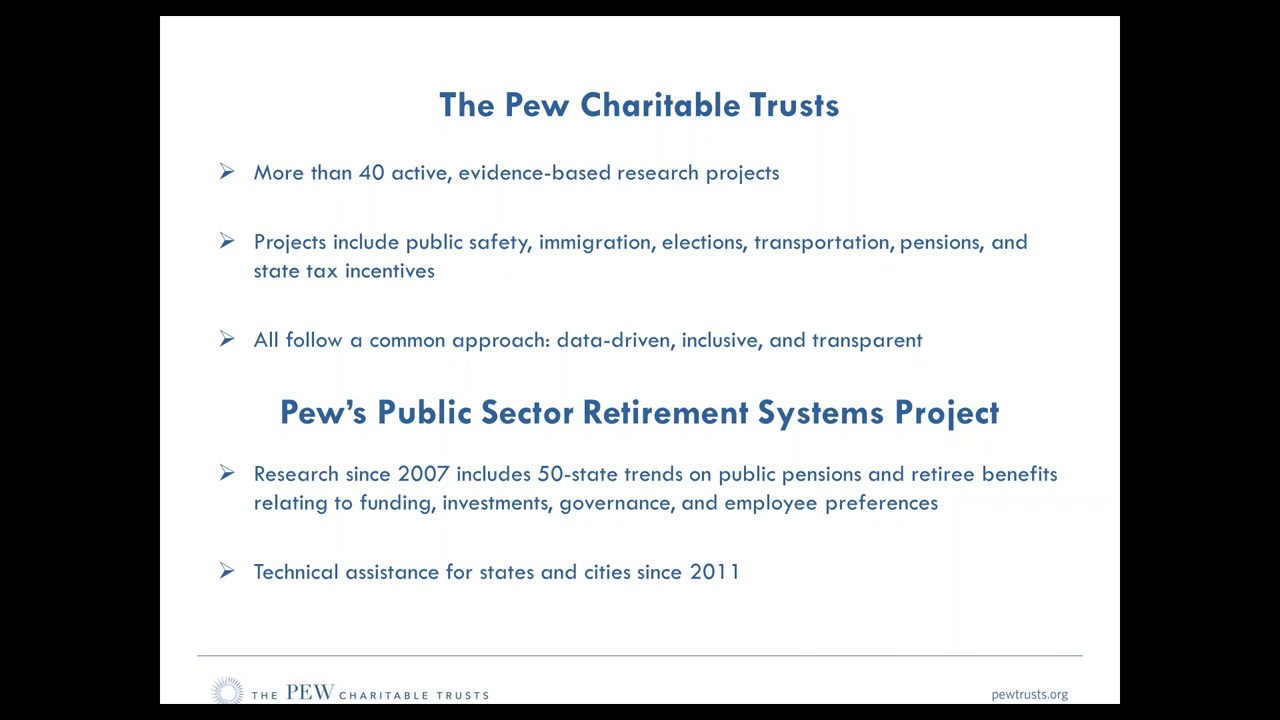 The Pew Charitable Trusts
More than 40 active, evidence-based research projects
Projects include public safety, immigration, elections, transportation, pensions, and
state tax incentives
All follow a common approach: data-driven, inclusive, and transparent
Pew’s Public Sector Retirement Systems Project
Research since 2007 includes 50-state trends on public pensions and retiree benefits
relating to funding, investments, governance, and employee preferences
Technical assistance for states and cities since 2011
THE PEW CHARITABLE TRUSTS
pewtrusts.org